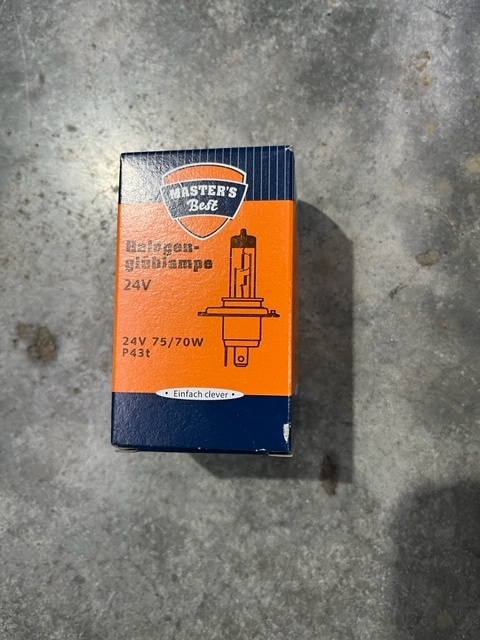 MASTER'S
Best
Halogen-
glühlampe
24V
24V 75/70W
P43t
• Einfach clever •